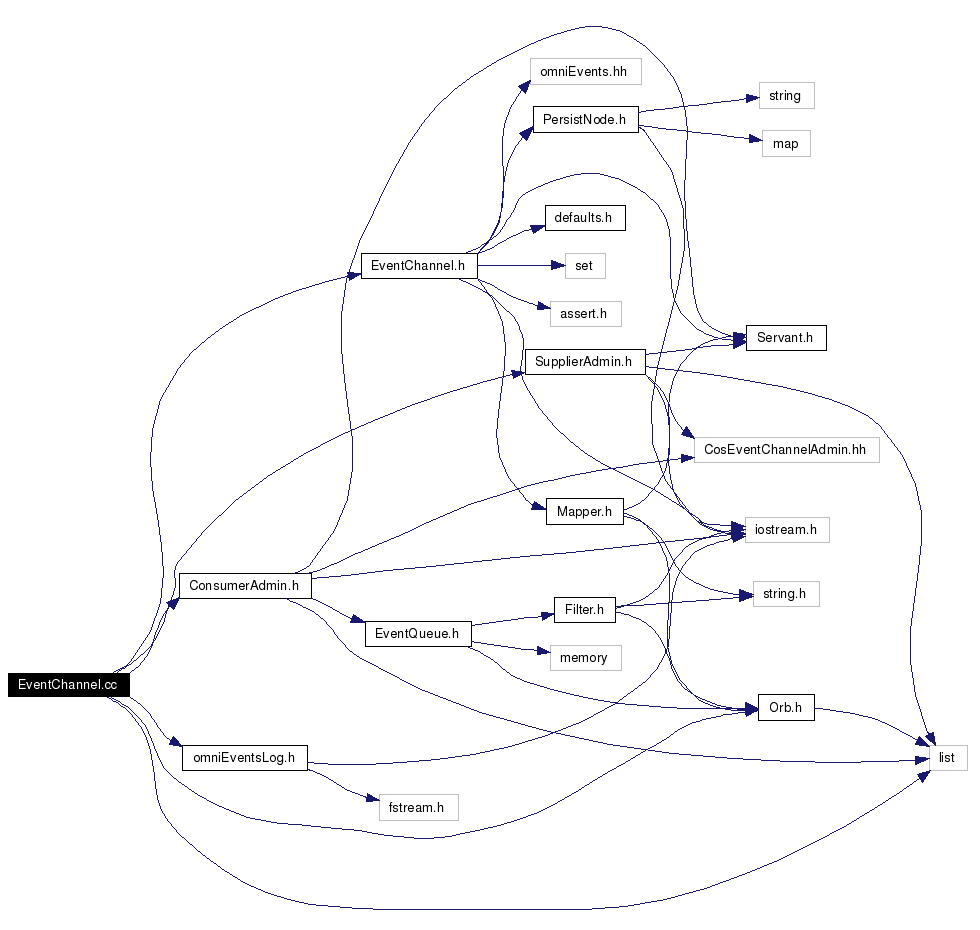 omniEvents.hh
string
PersistNode.h
map
defaults.h
EventChannel.h
set
assert.h
Servant.h
SupplierAdmin.h
CosEventChannelAdmin.hh
Mapper.h
iostream.h
ConsumerAdmin.h
string.h
Filter.h
EventQueue.h
memory
EventChannel.cc
Orb.h
omniEventsLog.h
list
fstream.h